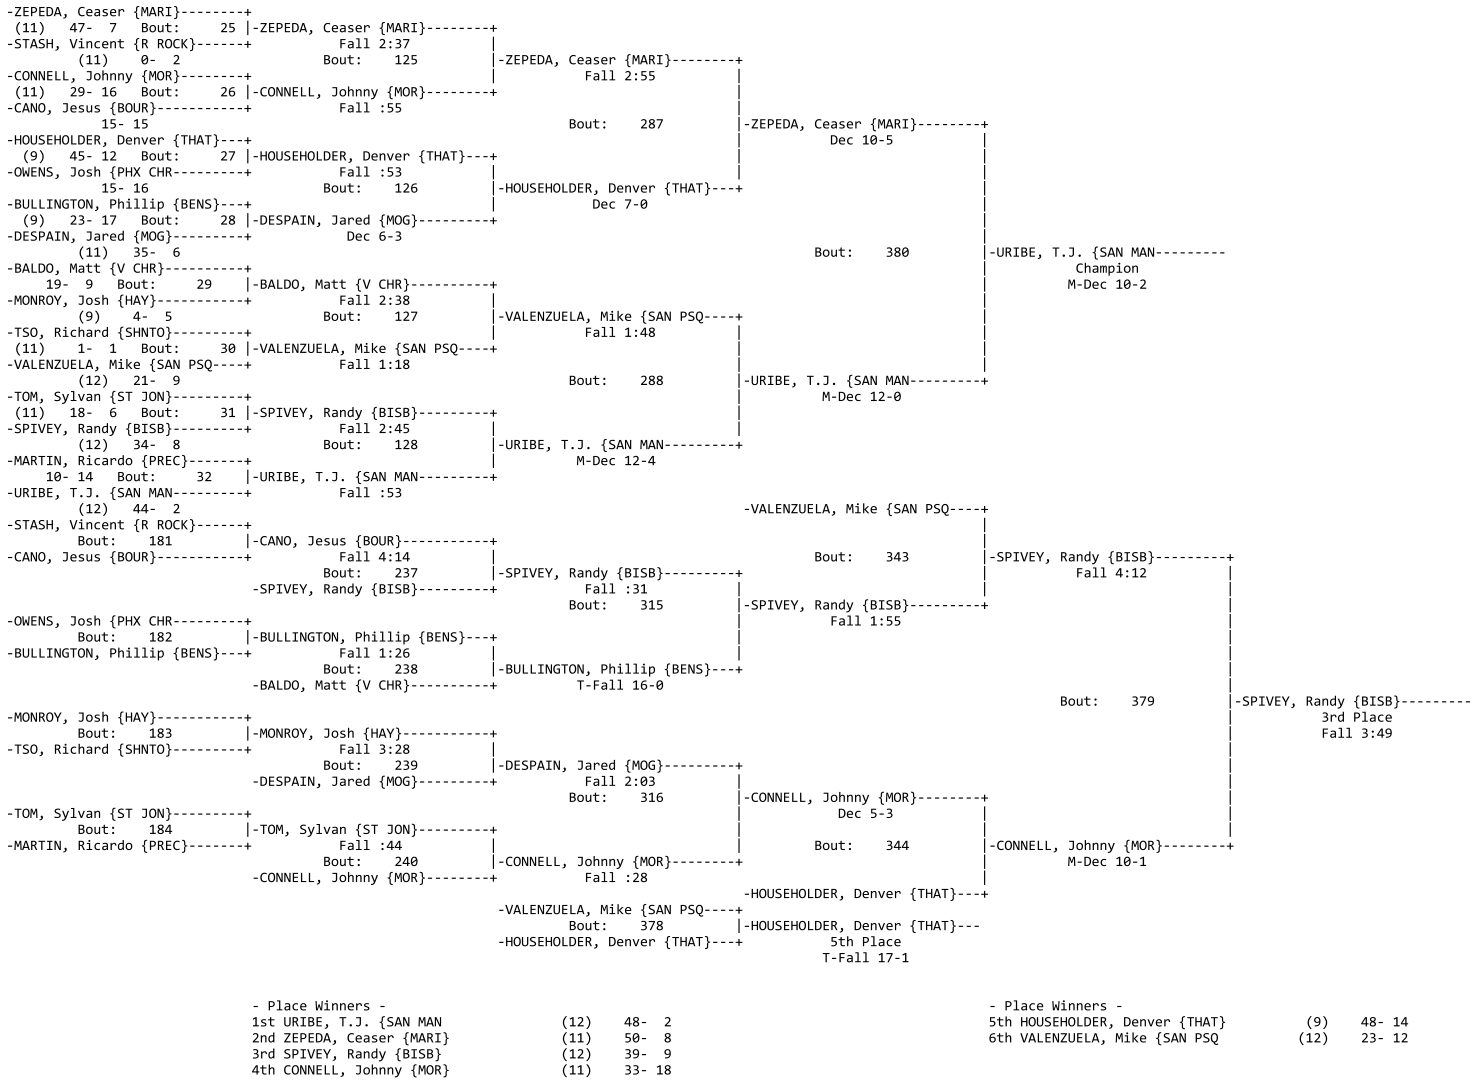 -ZEPEDA, Ceaser {MARI}--------+
(11)   47-  7   Bout:     25 |-ZEPEDA, Ceaser {MARI}--------+
-STASH, Vincent {R ROCK}------+           Fall 2:37          |
(11)    0-  2                  Bout:    125          |-ZEPEDA, Ceaser {MARI}--------+
-CONNELL, Johnny {MOR}--------+                              |           Fall 2:55          |
(11)   29- 16   Bout:     26 |-CONNELL, Johnny {MOR}--------+                              |
-CANO, Jesus {BOUR}-----------+           Fall :55                                          |
15- 15                                                     Bout:    287          |-ZEPEDA, Ceaser {MARI}--------+
-HOUSEHOLDER, Denver {THAT}---+                                                             |           Dec 10-5           |
(9)   45- 12   Bout:     27 |-HOUSEHOLDER, Denver {THAT}---+                              |                              |
-OWENS, Josh {PHX CHR---------+           Fall :53           |                              |                              |
15- 16                      Bout:    126          |-HOUSEHOLDER, Denver {THAT}---+                              |
-BULLINGTON, Phillip {BENS}---+                              |            Dec 7-0                                          |
(9)   23- 17   Bout:     28 |-DESPAIN, Jared {MOG}---------+                                                             |
-DESPAIN, Jared {MOG}---------+            Dec 6-3                                                                         |
(11)   35-  6                                                                                    Bout:    380          |-URIBE, T.J. {SAN MAN---------
-BALDO, Matt {V CHR}----------+                                                                                            |           Champion
19-  9   Bout:     29 |-BALDO, Matt {V CHR}----------+                                                             |          M-Dec 10-2
-MONROY, Josh {HAY}-----------+           Fall 2:38          |                                                             |
(9)    4-  5                  Bout:    127          |-VALENZUELA, Mike {SAN PSQ----+                              |
-TSO, Richard {SHNTO}---------+                              |           Fall 1:48          |                              |
(11)    1-  1   Bout:     30 |-VALENZUELA, Mike {SAN PSQ----+                              |                              |
-VALENZUELA, Mike {SAN PSQ----+           Fall 1:18                                         |                              |
(12)   21-  9                                                 Bout:    288          |-URIBE, T.J. {SAN MAN---------+
-TOM, Sylvan {ST JON}---------+                                                             |          M-Dec 12-0
(11)   18-  6   Bout:     31 |-SPIVEY, Randy {BISB}---------+                              |
-SPIVEY, Randy {BISB}---------+           Fall 2:45          |                              |
(12)   34-  8                  Bout:    128          |-URIBE, T.J. {SAN MAN---------+
-MARTIN, Ricardo {PREC}-------+                              |          M-Dec 12-4
10- 14   Bout:     32 |-URIBE, T.J. {SAN MAN---------+
-URIBE, T.J. {SAN MAN---------+           Fall :53
(12)   44-  2                                                                       -VALENZUELA, Mike {SAN PSQ----+
-STASH, Vincent {R ROCK}------+                                                                                            |
Bout:    181          |-CANO, Jesus {BOUR}-----------+                                                             |
-CANO, Jesus {BOUR}-----------+           Fall 4:14          |                                         Bout:    343          |-SPIVEY, Randy {BISB}---------+
Bout:    237          |-SPIVEY, Randy {BISB}---------+                              |           Fall 4:12          |
-SPIVEY, Randy {BISB}---------+           Fall :31           |                              |                              |
Bout:    315          |-SPIVEY, Randy {BISB}---------+                              |
-OWENS, Josh {PHX CHR---------+                                                             |           Fall 1:55                                         |
Bout:    182          |-BULLINGTON, Phillip {BENS}---+                              |                                                             |
-BULLINGTON, Phillip {BENS}---+           Fall 1:26          |                              |                                                             |
Bout:    238          |-BULLINGTON, Phillip {BENS}---+                                                             |
-BALDO, Matt {V CHR}----------+          T-Fall 16-0                                                                        |
Bout:    379          |-SPIVEY, Randy {BISB}---------
-MONROY, Josh {HAY}-----------+                                                                                                                           |           3rd Place
Bout:    183          |-MONROY, Josh {HAY}-----------+                                                                                            |           Fall 3:49
-TSO, Richard {SHNTO}---------+           Fall 3:28          |                                                                                            |
Bout:    239          |-DESPAIN, Jared {MOG}---------+                                                             |
-DESPAIN, Jared {MOG}---------+           Fall 2:03          |                                                             |
Bout:    316          |-CONNELL, Johnny {MOR}--------+                              |
-TOM, Sylvan {ST JON}---------+                                                             |            Dec 5-3           |                              |
Bout:    184          |-TOM, Sylvan {ST JON}---------+                              |                              |                              |
-MARTIN, Ricardo {PREC}-------+           Fall :44           |                              |         Bout:    344          |-CONNELL, Johnny {MOR}--------+
Bout:    240          |-CONNELL, Johnny {MOR}--------+                              |          M-Dec 10-1
-CONNELL, Johnny {MOR}--------+           Fall :28                                          |
-HOUSEHOLDER, Denver {THAT}---+
-VALENZUELA, Mike {SAN PSQ----+
Bout:    378          |-HOUSEHOLDER, Denver {THAT}---
-HOUSEHOLDER, Denver {THAT}---+           5th Place
T-Fall 17-1
- Place Winners -                                                                            - Place Winners -
1st URIBE, T.J. {SAN MAN               (12)    48-  2                                        5th HOUSEHOLDER, Denver {THAT}          (9)    48- 14
2nd ZEPEDA, Ceaser {MARI}              (11)    50-  8                                        6th VALENZUELA, Mike {SAN PSQ          (12)    23- 12
3rd SPIVEY, Randy {BISB}               (12)    39-  9
4th CONNELL, Johnny {MOR}              (11)    33- 18